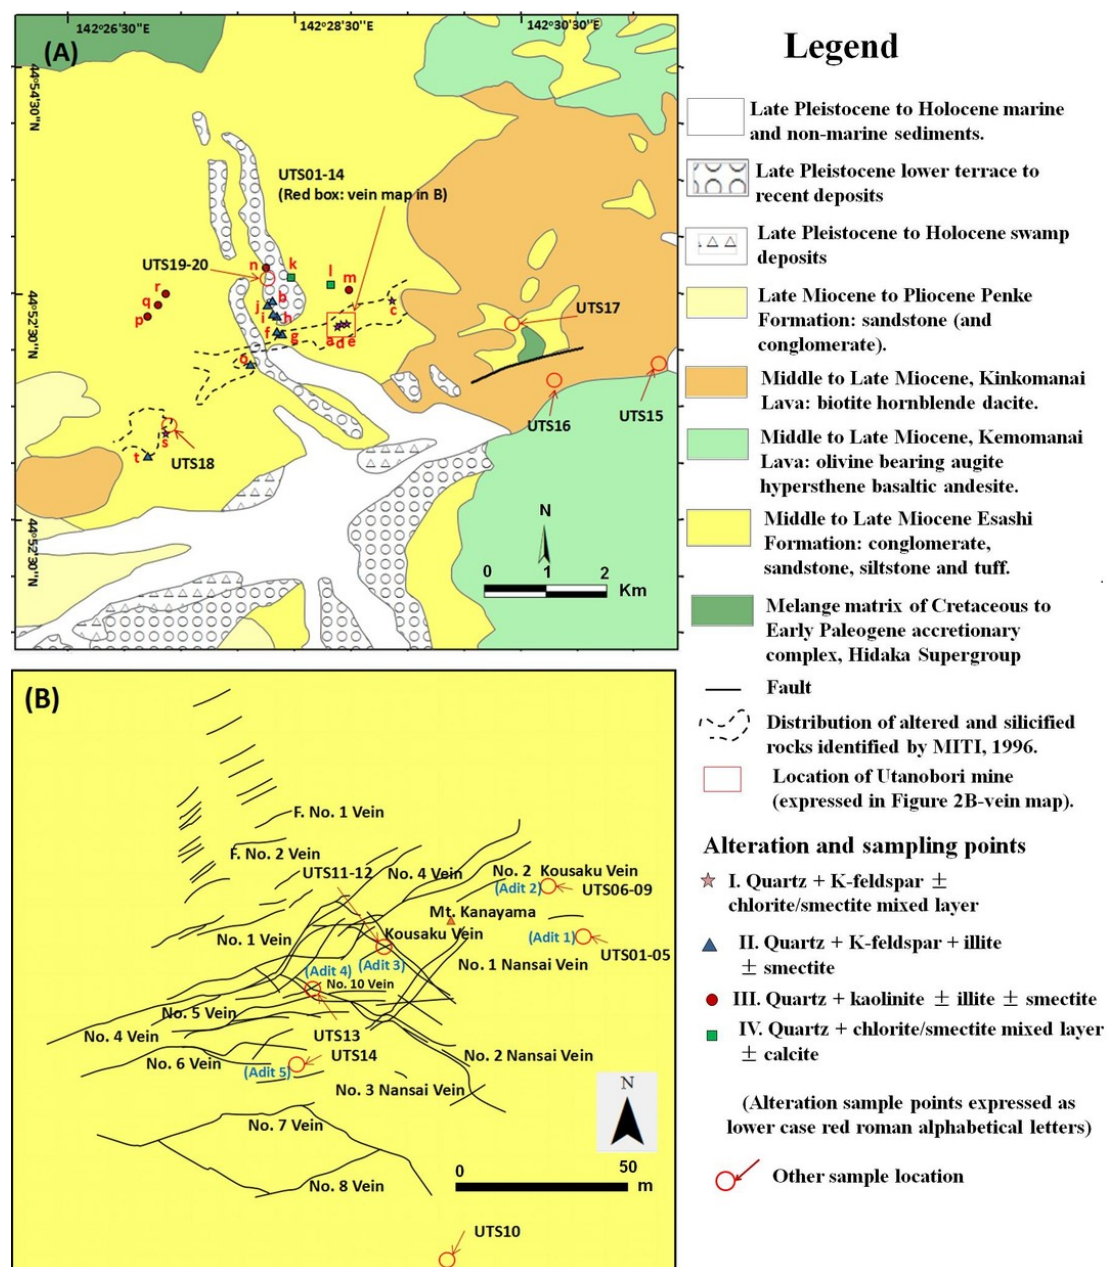 142°26'30"E
142°28'30"E
142°30'30"E
(A)
44°54'30"N
44°52'30"N
44°52'30"N
UTS01-14
(Red box: vein map in B)
UTS19-20
n
k
l
m
r
q
p
j
b
i
h
f
g
c
a
d
e
o
s
t
UTS17
UTS15
UTS16
UTS18
N
0
1
2
Km
Legend
Late Pleistocene to Holocene marine
and non-marine sediments.
Late Pleistocene lower terrace to
recent deposits
Late Pleistocene to Holocene swamp
deposits
Late Miocene to Pliocene Penke
Formation: sandstone (and
conglomerate).
Middle to Late Miocene, Kinkomanai
Lava: biotite hornblende dacite.
Middle to Late Miocene, Kemomanai
Lava: olivine bearing augite
hypersthene basaltic andesite.
Middle to Late Miocene Esashi
Formation: conglomerate,
sandstone, siltstone and tuff.
Melange matrix of Cretaceous to
Early Paleogene accretionary
complex, Hidaka Supergroup
Fault
Distribution of altered and silicified
rocks identified by MITI, 1996.
Location of Utanobori mine
(expressed in Figure 2B-vein map).
Alteration and sampling points
I. Quartz + K-feldspar ±
chlorite/smectite mixed layer
II. Quartz + K-feldspar + illite
± smectite
III. Quartz + kaolinite ± illite ± smectite
IV. Quartz + chlorite/smectite mixed layer
± calcite
(Alteration sample points expressed as
lower case red roman alphabetical letters)
Other sample location
(B)
F. No. 1 Vein
F. No. 2 Vein
UTS11-12
No. 4 Vein
No. 2 Kousaku Vein
(Adit 2)
UTS06-09
Mt. Kanayama
No. 1 Vein
Kousaku Vein
(Adit 1)
UTS01-05
(Adit 4)
(Adit 3)
No. 1 Nansai Vein
No. 10 Vein
No. 5 Vein
No. 4 Vein
UTS13
No. 6 Vein
UTS14
No. 2 Nansai Vein
(Adit 5)
No. 3 Nansai Vein
N
No. 7 Vein
No. 8 Vein
0
50
m
UTS10